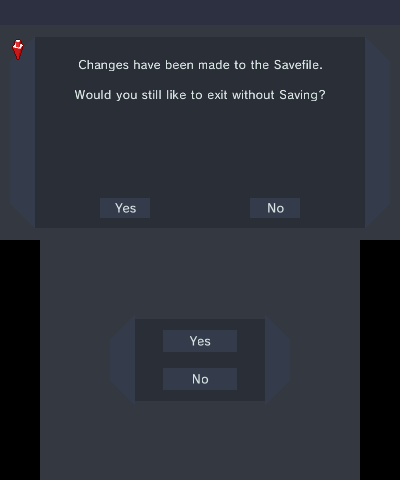 Changes have been made to the Savefile.
Would you still like to exit without Saving?
Yes No
Yes
No